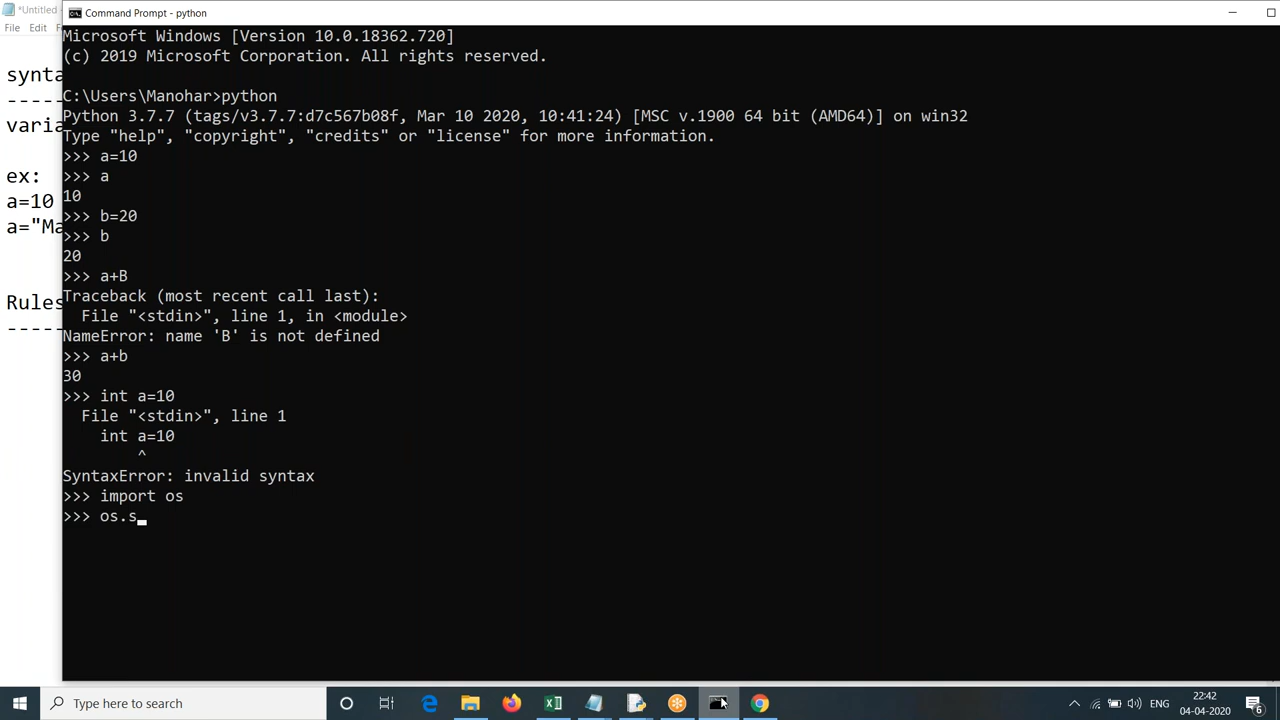 *Untitled
Command Prompt - python
File Edit
Microsoft Windows [Version 10.0.18362.720]
(c) 2019 Microsoft Corporation. All rights reserved.
C:\Users\Manohar>python
Python 3.7.7 (tags/v3.7.7:d7c567b08f, Mar 10 2020, 10:41:24) [MSC v.1900 64 bit (AMD64)] on win32
Type "help", "copyright", "credits" or "license" for more information.
>>> a=10
>>> a
10
>>> b=20
>>> b
20
>>> a+B
Traceback (most recent call last):
  File "<stdin>", line 1, in <module>
NameError: name 'B' is not defined
>>> a+b
30
>>> int a=10
  File "<stdin>", line 1
    int a=10
        ^
SyntaxError: invalid syntax
>>> import os
>>> os.s_
synta
-----
varia
ex:
a=10
a="Ma
Rules
-----
Type here to search
ENG
22:42
04-04-2020
6